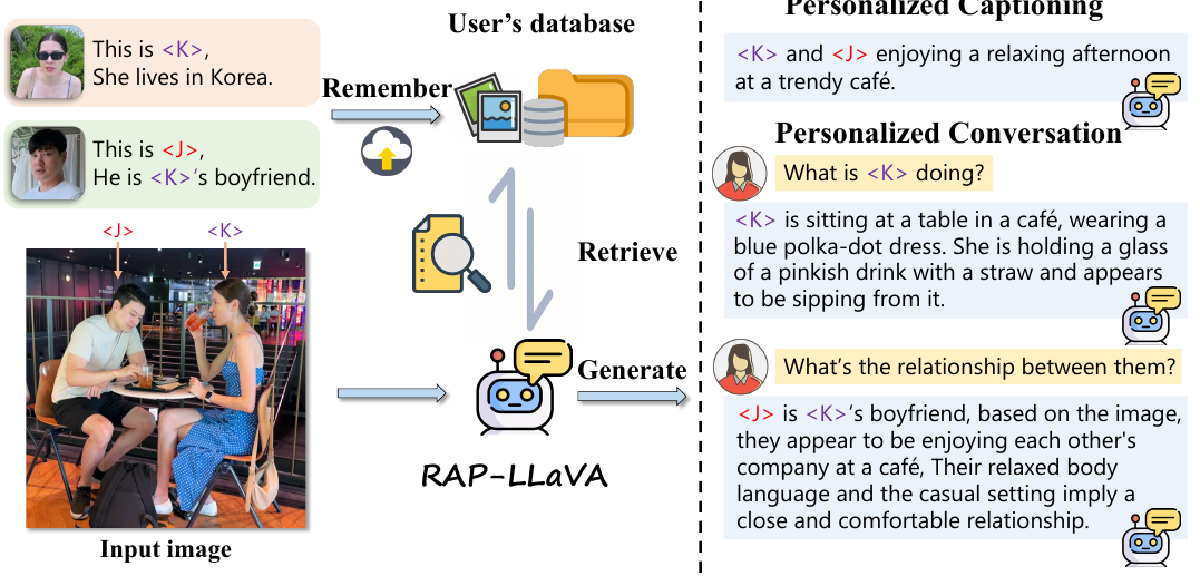 This is <K>,
She lives in Korea.
This is <J>,
He is <K>'s boyfriend.
<J>
<K>
Input image
Remember
User's database
Retrieve
Generate
RAP-LLaVA
Personalized Captioning
<K> and <J> enjoying a relaxing afternoon
at a trendy café.
Personalized Conversation
What is <K> doing?
<K> is sitting at a table in a café, wearing a
blue polka-dot dress. She is holding a glass
of a pinkish drink with a straw and appears
to be sipping from it.
What's the relationship between them?
<J> is <K>'s boyfriend, based on the image,
they appear to be enjoying each other's
company at a café, Their relaxed body
language and the casual setting imply a
close and comfortable relationship.